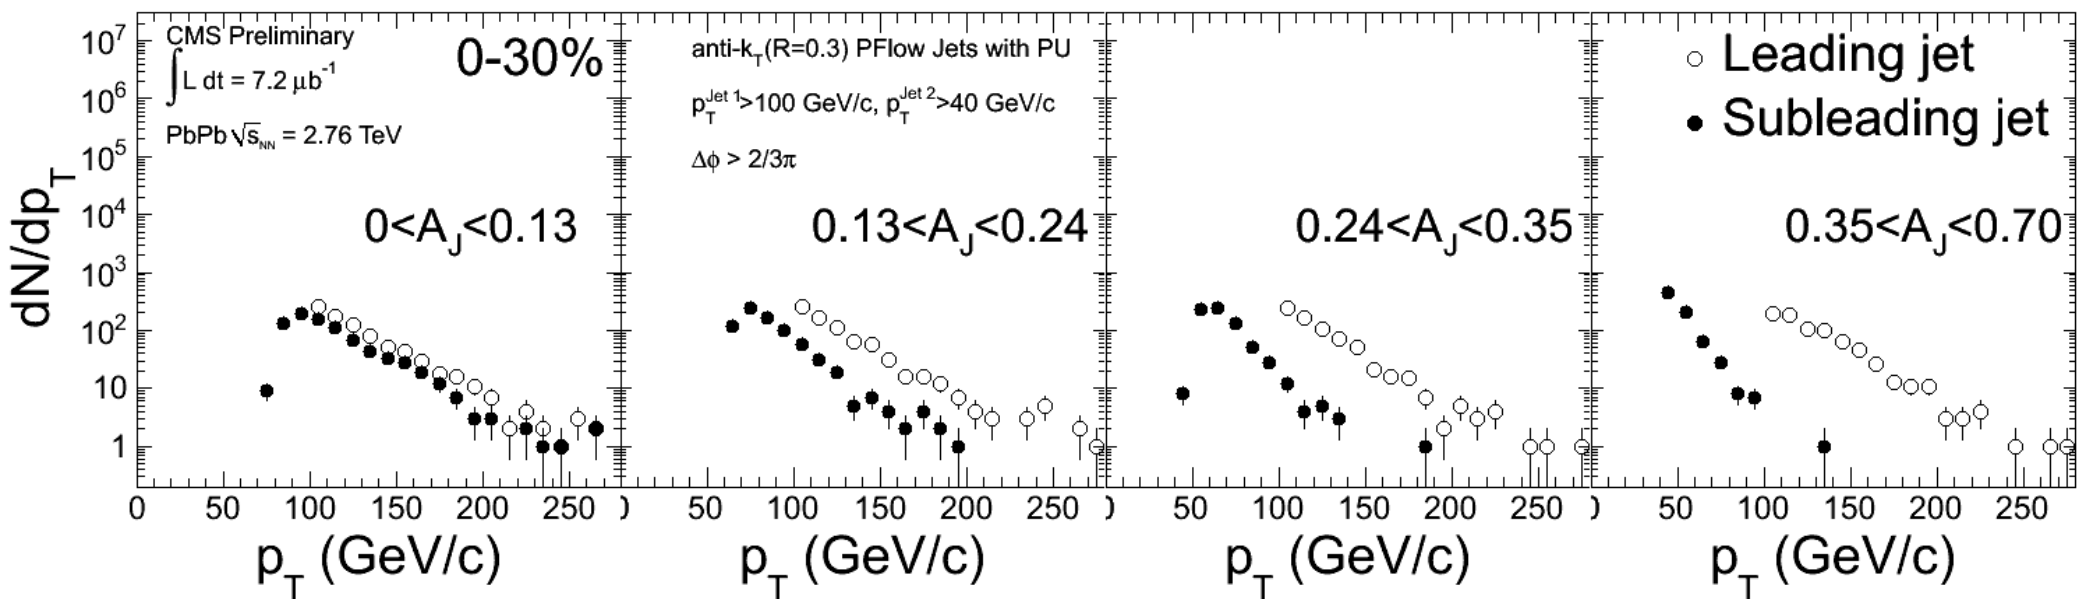 CMS Preliminary
∫L dt = 7.2 μb⁻¹
PbPb √s_NN = 2.76 TeV
0-30%
0<A_J<0.13
anti-k_T(R=0.3) PFlow Jets with PU
p_T^Jet 1>100 GeV/c, p_T^Jet 2>40 GeV/c
Δϕ > 2/3π
0.13<A_J<0.24
0.24<A_J<0.35
Leading jet
Subleading jet
0.35<A_J<0.70
dN/dp_T
10⁷
10⁶
10⁵
10⁴
10³
10²
10
1
0 50 100 150 200 250
50 100 150 200 250
50 100 150 200 250
50 100 150 200 250
p_T (GeV/c)
p_T (GeV/c)
p_T (GeV/c)
p_T (GeV/c)